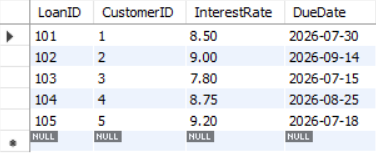 LoanID CustomerID InterestRate DueDate
101 1 8.50 2026-07-30
102 2 9.00 2026-09-14
103 3 7.80 2026-07-15
104 4 8.75 2026-08-25
105 5 9.20 2026-07-18
NULL NULL NULL NULL